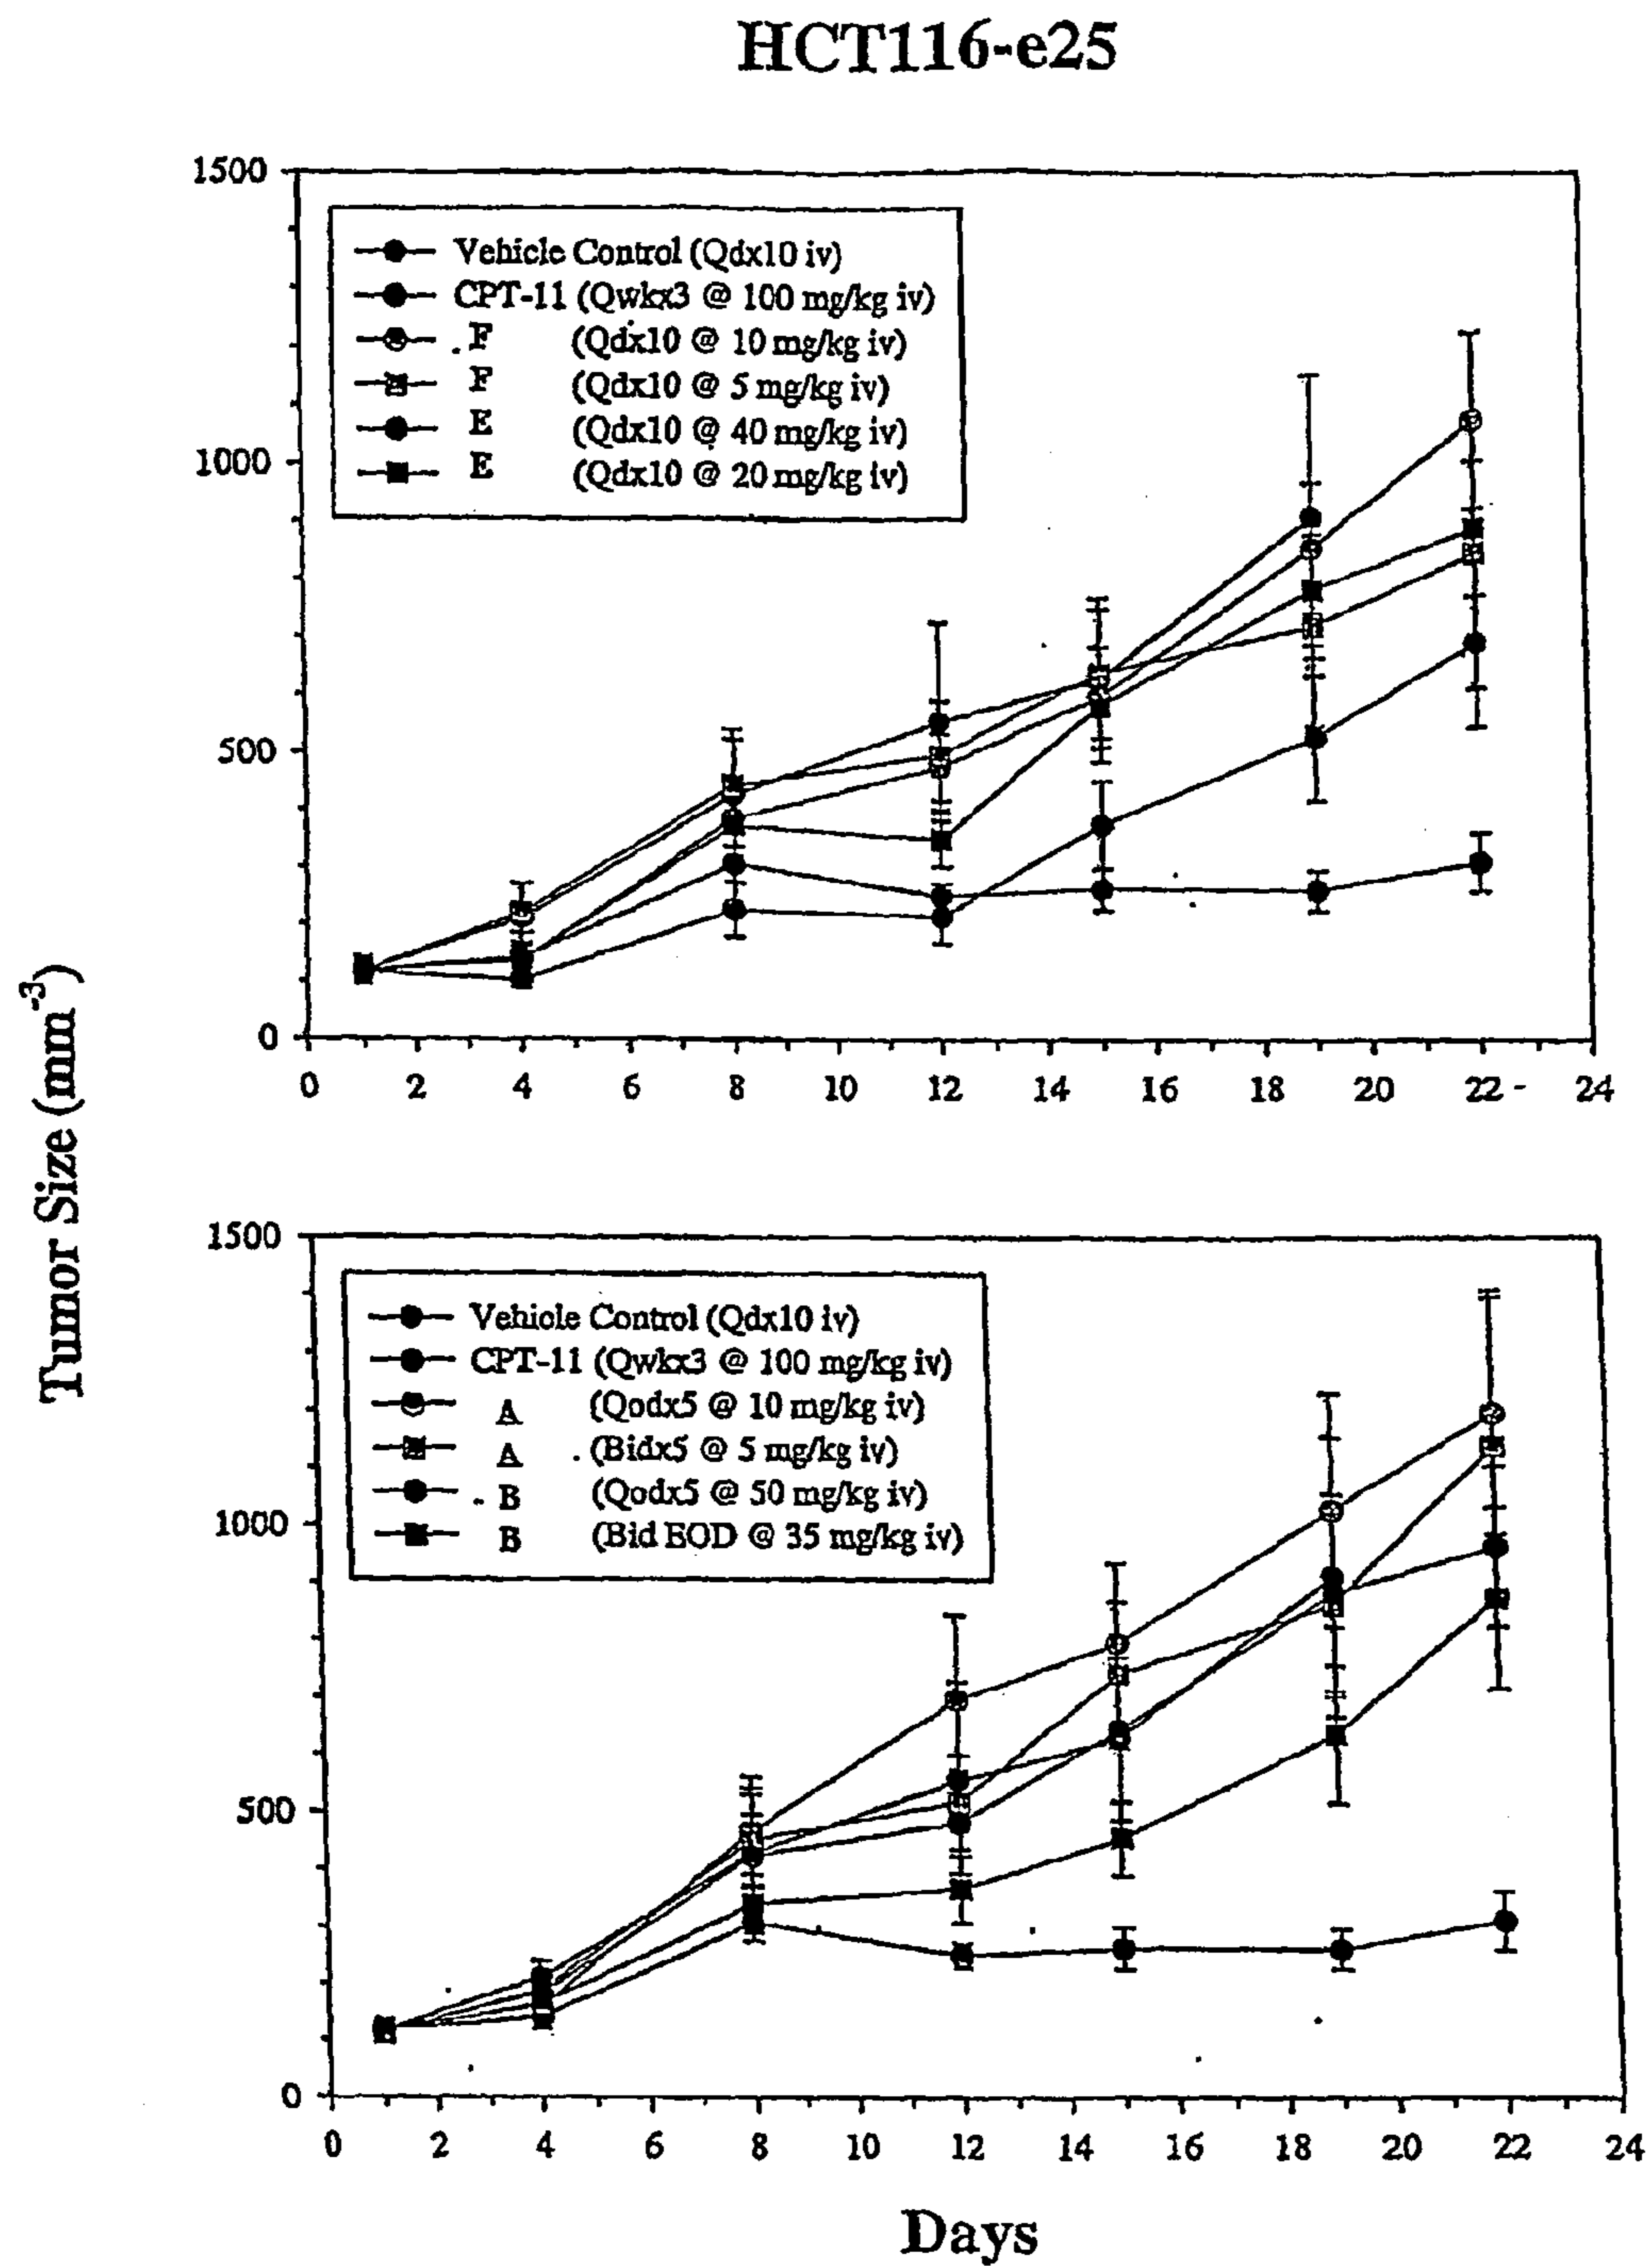 HCT116-e25
1500
Vehicle Control (Qdx10 iv)
CPT-11 (Qwkx3 @ 100 mg/kg iv)
F (Qdx10 @ 10 mg/kg iv)
F (Qdx10 @ 5 mg/kg iv)
E (Qdx10 @ 40 mg/kg iv)
E (Qdx10 @ 20 mg/kg iv)
1000
500
0
0 2 4 6 8 10 12 14 16 18 20 22 - 24
Tumor Size (mm-3)
1500
Vehicle Control (Qdx10 iv)
CPT-11 (Qwkx3 @ 100 mg/kg iv)
A (Qodx5 @ 10 mg/kg iv)
A (Bidx5 @ 5 mg/kg iv)
B (Qodx5 @ 50 mg/kg iv)
B (Bid EOD @ 35 mg/kg iv)
1000
500
0
0 2 4 6 8 10 12 14 16 18 20 22 24
Days